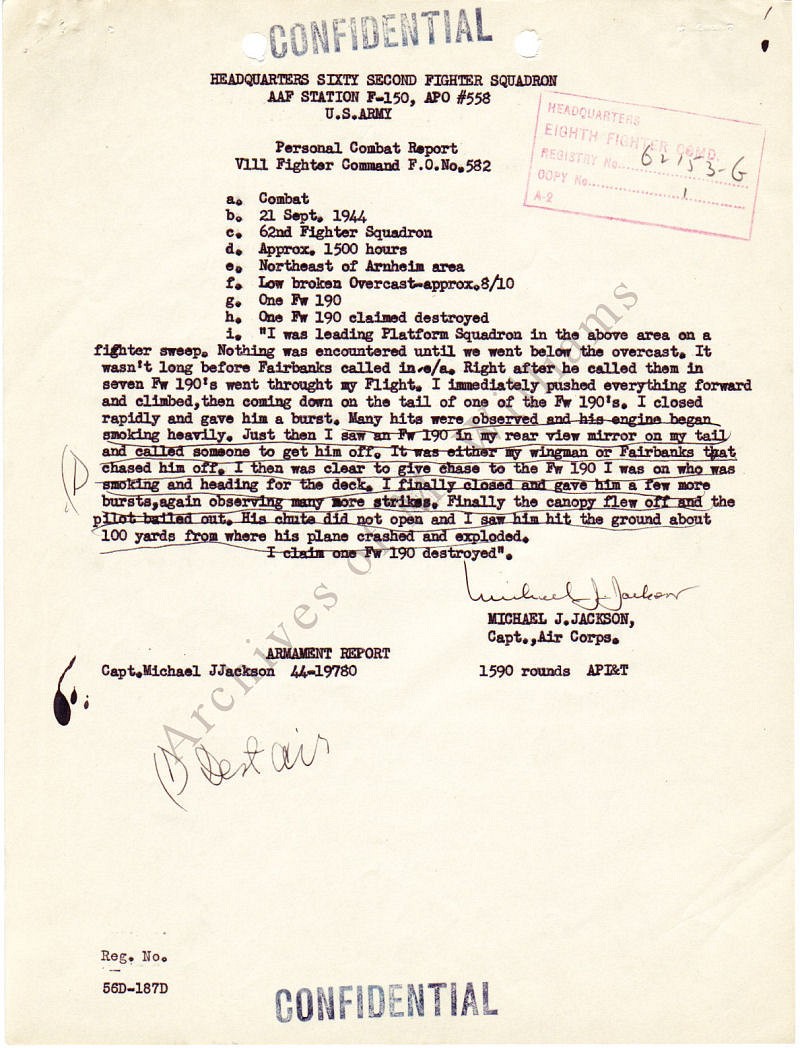 CONFIDENTIAL
HEADQUARTERS SIXTY SECOND FIGHTER SQUADRON
AAF STATION F-150, APO #558
U.S.ARMY
HEADQUARTERS
EIGHTH FIGHTER COMD.
REGISTRY No. 62153-G
COPY No. 1
A-2
Personal Combat Report
V111 Fighter Command F.O.No.582
a. Combat
b. 21 Sept. 1944
c. 62nd Fighter Squadron
d. Approx. 1500 hours
e. Northeast of Arnheim area
f. Low broken Overcast-approx.8/10
g. One Fw 190
h. One Fw 190 claimed destroyed
i. "I was leading Platform Squadron in the above area on a
fighter sweep. Nothing was encountered until we went below the overcast. It
wasn't long before Fairbanks called in e/a. Right after he called them in
seven Fw 190's went throught my Flight. I immediately pushed everything forward
and climbed,then coming down on the tail of one of the Fw 190's. I closed
rapidly and gave him a burst. Many hits were observed and his engine began
smoking heavily. Just then I saw an Fw 190 in my rear view mirror on my tail
and called someone to get him off. It was either my wingman or Fairbanks that
chased him off. I then was clear to give chase to the Fw 190 I was on who was
smoking and heading for the deck. I finally closed and gave him a few more
bursts,again observing many more strikes. Finally the canopy flew off and the
pilot bailed out. His chute did not open and I saw him hit the ground about
100 yards from where his plane crashed and exploded.
I claim one Fw 190 destroyed".
Michael J. Jackson
MICHAEL J.JACKSON,
Capt.,Air Corps.
ARMAMENT REPORT
Capt.Michael JJackson 44-19780 1590 rounds API&T
(1) Dest air
Reg. No.
56D-187D
CONFIDENTIAL
Archives of Williams